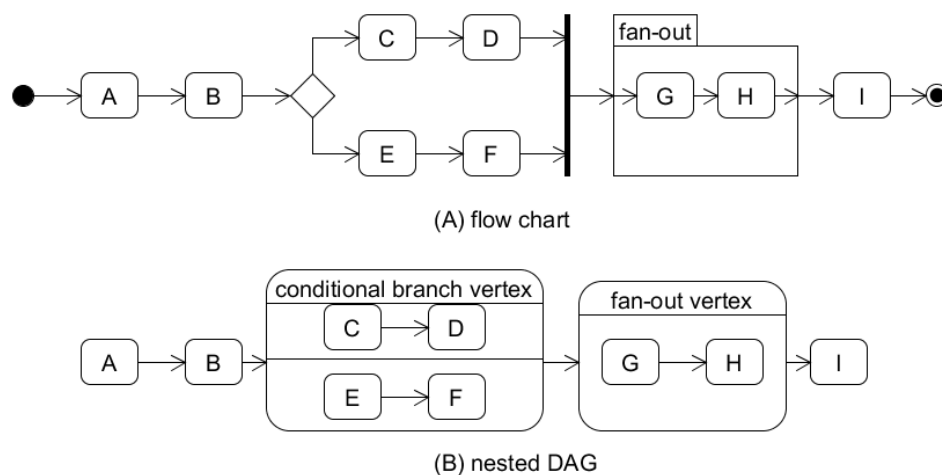 C
D
fan-out
A
B
G
H
I
E
F
(A) flow chart
conditional branch vertex
fan-out vertex
C
D
A
B
G
H
I
E
F
(B) nested DAG